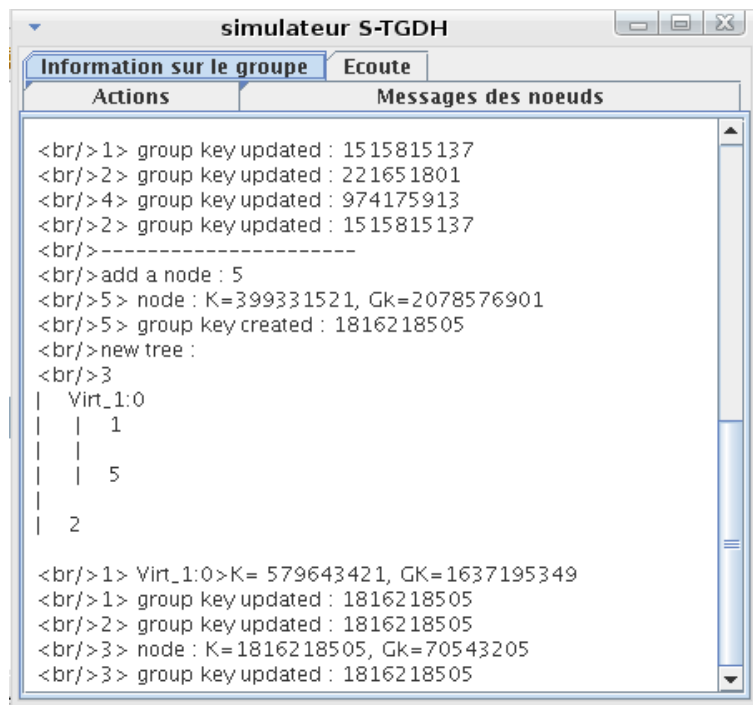 simulateur S-TGDH
Information sur le groupe Ecoute
Actions Messages des noeuds
<br/>1> group key updated : 1515815137
<br/>2> group key updated : 221651801
<br/>4> group key updated : 974175913
<br/>2> group key updated : 1515815137
<br/>----------------------
<br/>add a node : 5
<br/>5> node : K=399331521, Gk=2078576901
<br/>5> group key created : 1816218505
<br/>new tree :
<br/>3
| Virt_1:0
| | 1
| |
| | 5
|
| 2
<br/>1> Virt_1:0>K= 579643421, GK=1637195349
<br/>1> group key updated : 1816218505
<br/>2> group key updated : 1816218505
<br/>3> node : K=1816218505, Gk=70543205
<br/>3> group key updated : 1816218505